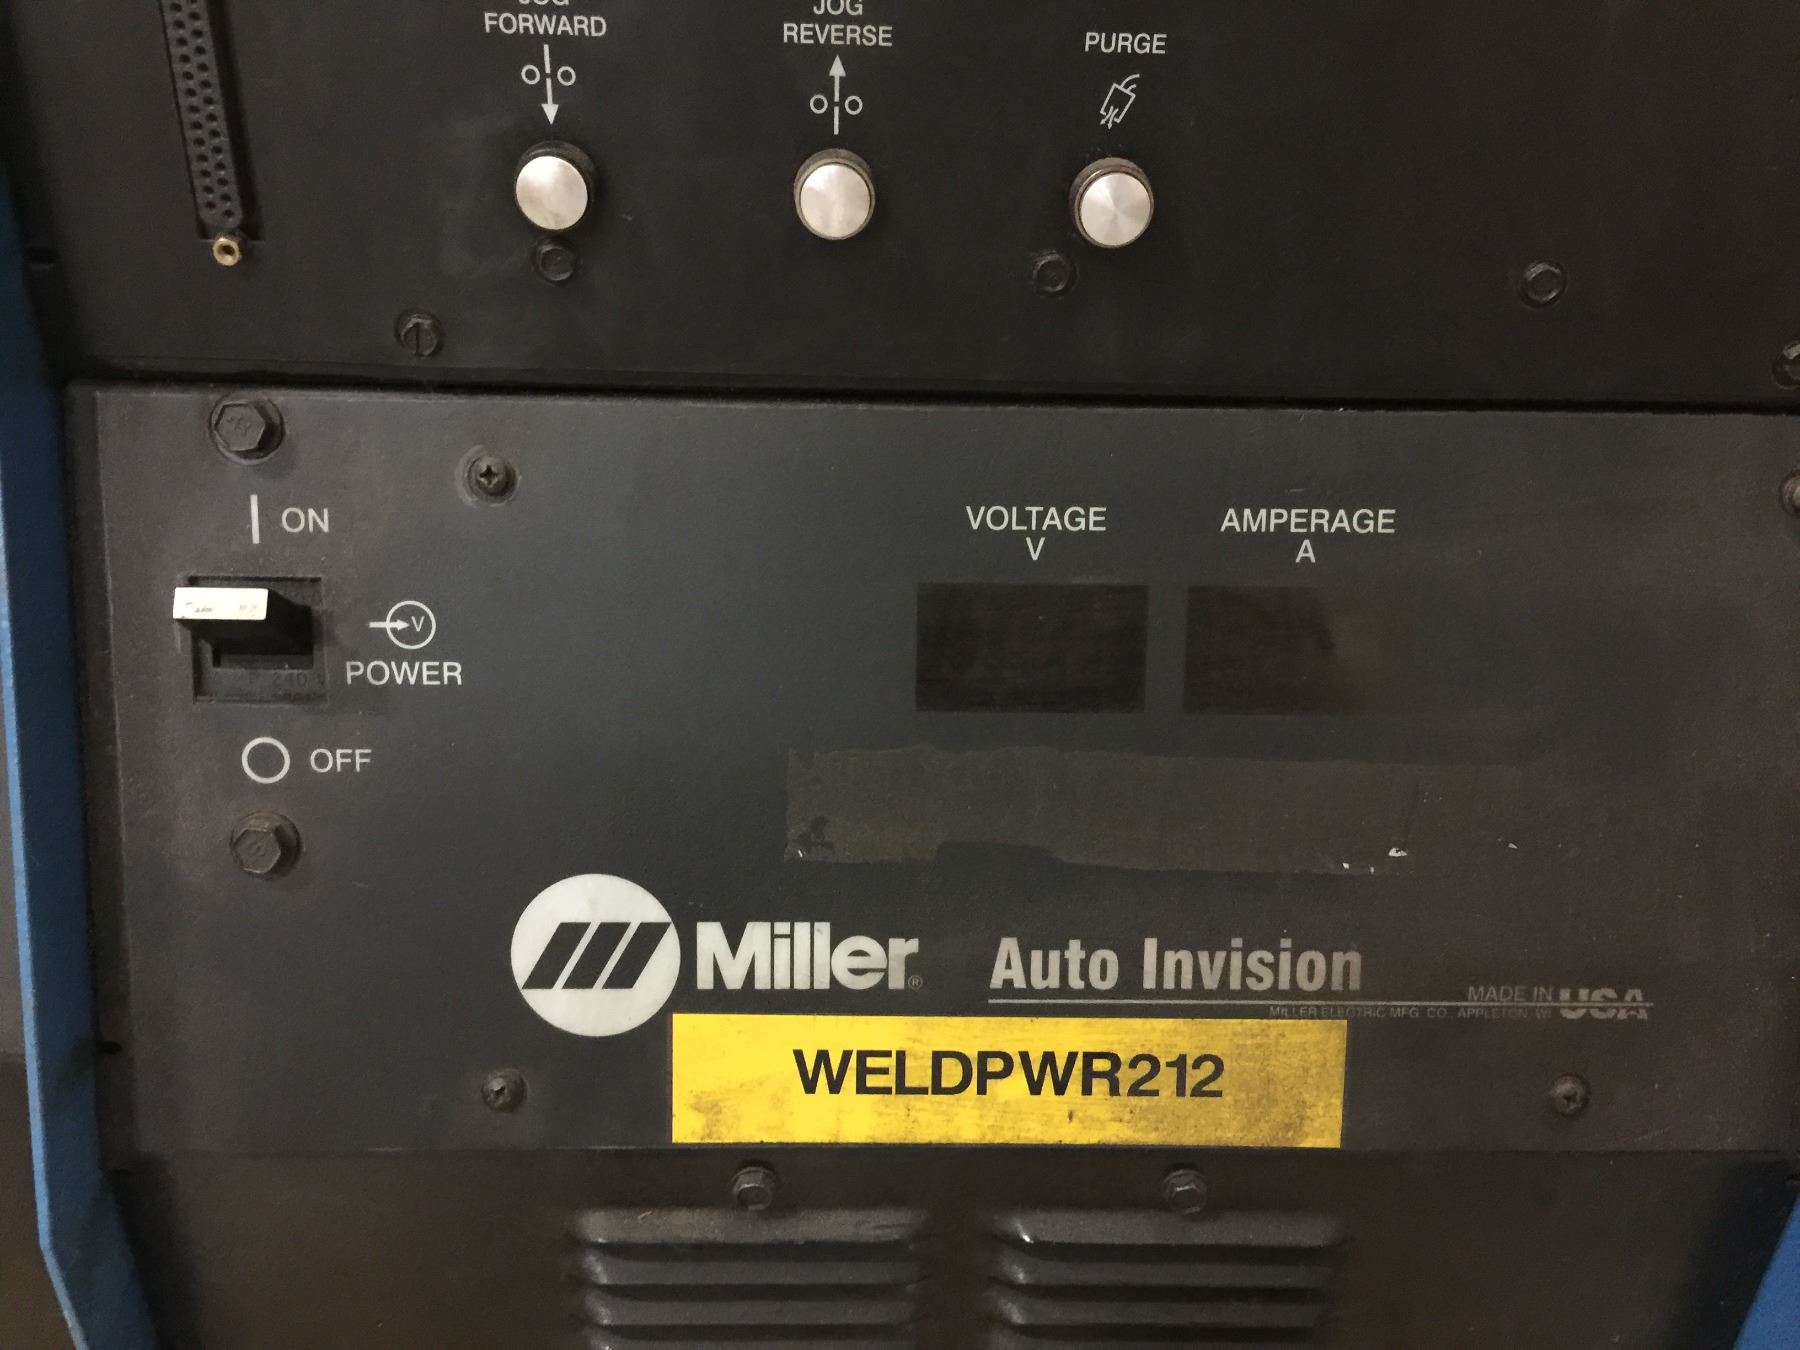 JOG
FORWARD
JOG
REVERSE
PURGE
ON
V
POWER
OFF
VOLTAGE
V
AMPERAGE
A
Miller®
Auto Invision
MADE IN USA
MILLER ELECTRIC MFG. CO., APPLETON, WI
WELDPWR212